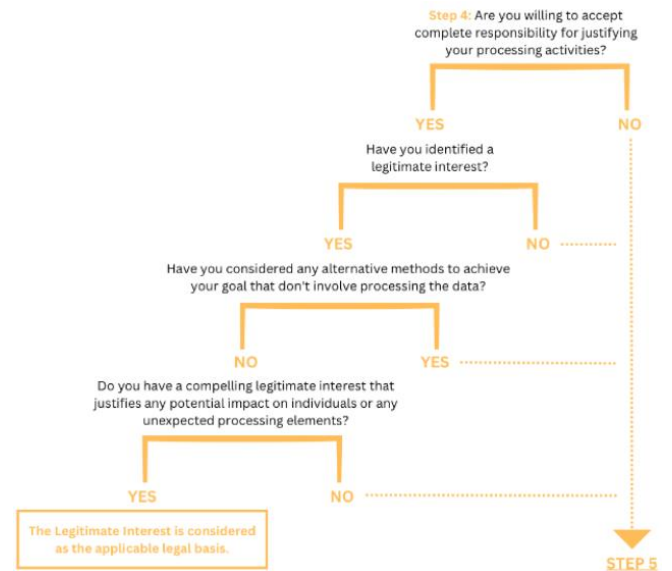 Step 4: Are you willing to accept
complete responsibility for justifying
your processing activities?
YES
NO
Have you identified a
legitimate interest?
YES
NO
Have you considered any alternative methods to achieve
your goal that don't involve processing the data?
NO
YES
Do you have a compelling legitimate interest that
justifies any potential impact on individuals or any
unexpected processing elements?
YES
NO
The Legitimate Interest is considered
as the applicable legal basis.
STEP 5